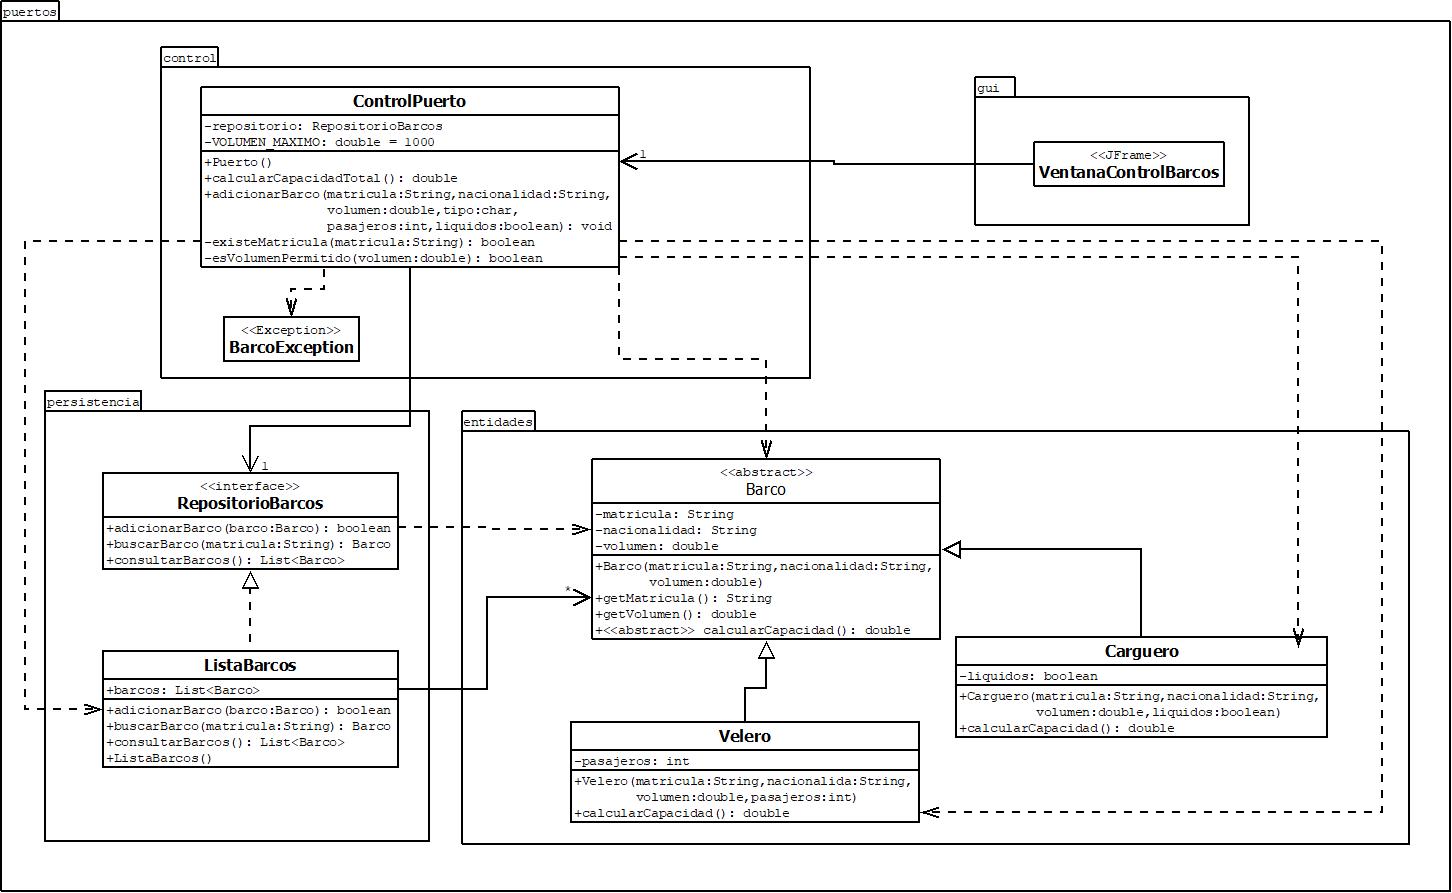 puertos
control
ControlPuerto
-repositorio: RepositorioBarcos
-VOLUMEN_MAXIMO: double = 1000
+Puerto()
+calcularCapacidadTotal(): double
+adicionarBarco(matricula:String,nacionalidad:String,
volumen:double,tipo:char,
pasajeros:int,liquidos:boolean): void
-existeMatricula(matricula:String): boolean
-esVolumenPermitido(volumen:double): boolean
<<Exception>>
BarcoException
gui
<<JFrame>>
VentanaControlBarcos
1
persistencia
1
<<interface>>
RepositorioBarcos
+adicionarBarco(barco:Barco): boolean
+buscarBarco(matricula:String): Barco
+consultarBarcos(): List<Barco>
ListaBarcos
+barcos: List<Barco>
+adicionarBarco(barco:Barco): boolean
+buscarBarco(matricula:String): Barco
+consultarBarcos(): List<Barco>
+ListaBarcos()
entidades
<<abstract>>
Barco
-matricula: String
-nacionalidad: String
-volumen: double
+Barco(matricula:String,nacionalidad:String,
volumen:double)
+getMatricula(): String
+getVolumen(): double
+<<abstract>> calcularCapacidad(): double
*
Velero
-pasajeros: int
+Velero(matricula:String,nacionalida:String,
volumen:double,pasajeros:int)
+calcularCapacidad(): double
Carguero
-liquidos: boolean
+Carguero(matricula:String,nacionalidad:String,
volumen:double,liquidos:boolean)
+calcularCapacidad(): double